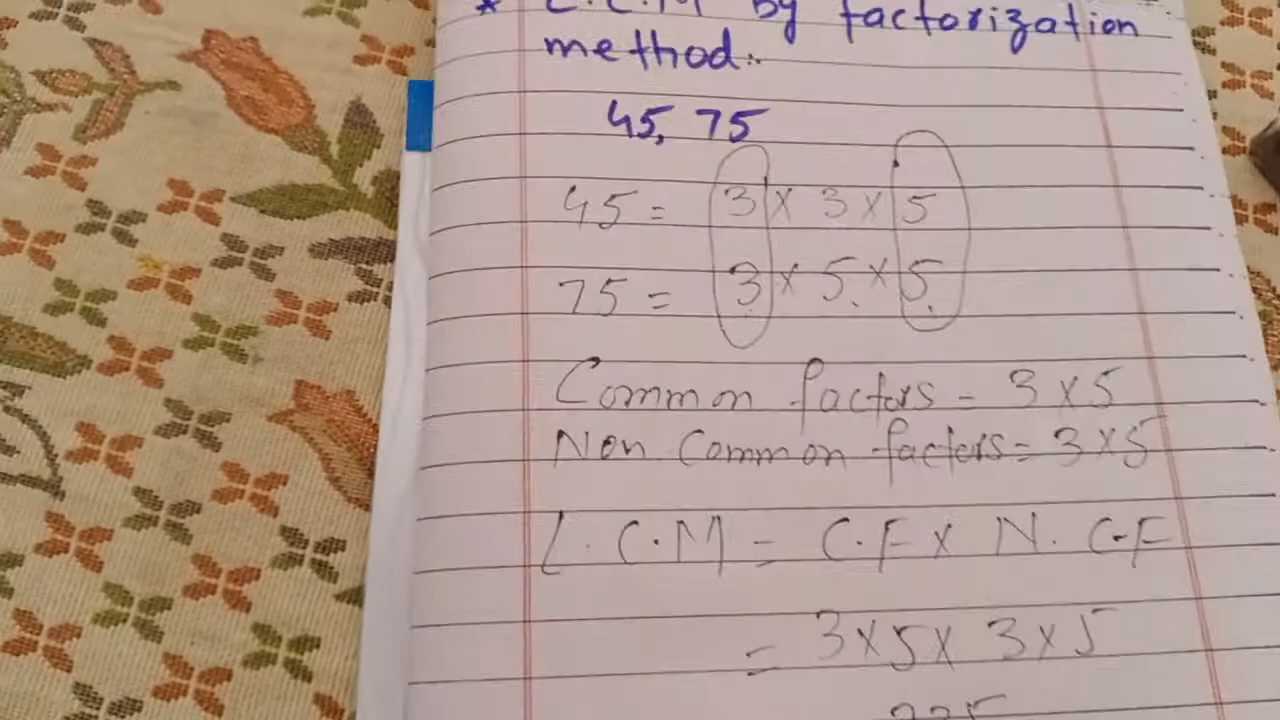 * L.C.M by factorization
method:.
45, 75
45 = 3 × 3 × 5
75 = 3 × 5 × 5
Common factors = 3 × 5
Non Common factors = 3 × 5
L.C.M = C.F × N.C.F
= 3 × 5 × 3 × 5
225